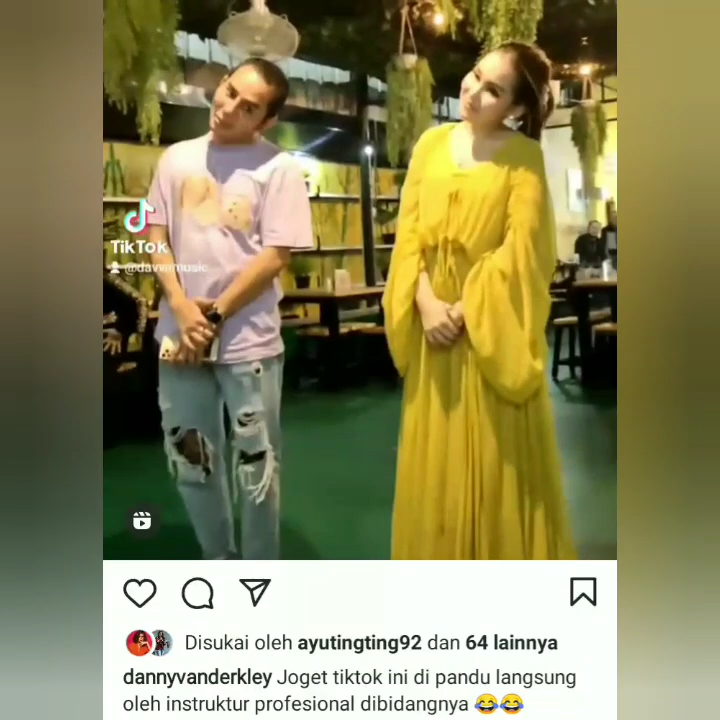 TikTok
Disukai oleh ayutingting92 dan 64 lainnya
dannyvanderkley Joget tiktok ini di pandu langsung
oleh instruktur profesional dibidangnya 😂😂